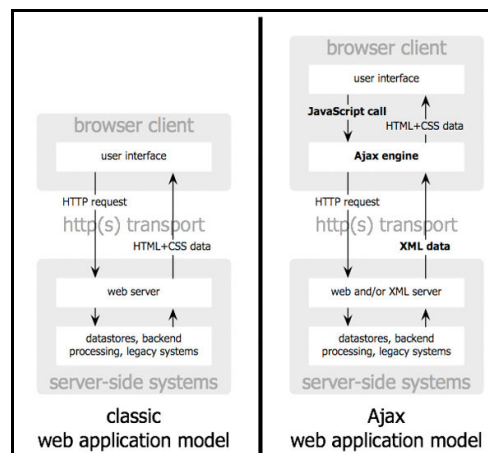 browser client
user interface
HTTP request
http(s) transport
HTML+CSS data
web server
datastores, backend
processing, legacy systems
server-side systems
classic
web application model
browser client
user interface
JavaScript call
HTML+CSS data
Ajax engine
HTTP request
http(s) transport
XML data
web and/or XML server
datastores, backend
processing, legacy systems
server-side systems
Ajax
web application model